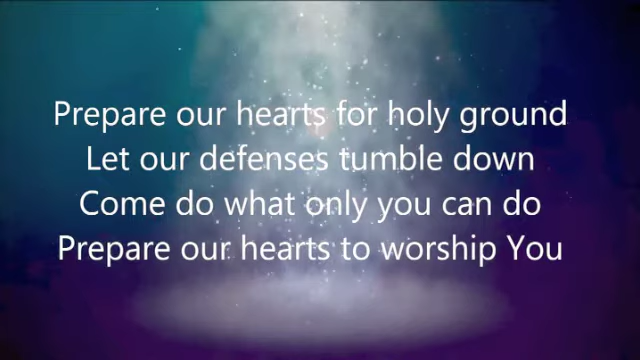 Prepare our hearts for holy ground
Let our defenses tumble down
Come do what only you can do
Prepare our hearts to worship You